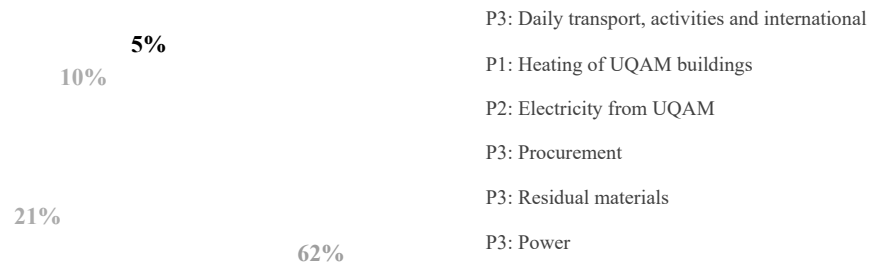 5%
10%
21%
62%
P3: Daily transport, activities and international
P1: Heating of UQAM buildings
P2: Electricity from UQAM
P3: Procurement
P3: Residual materials
P3: Power